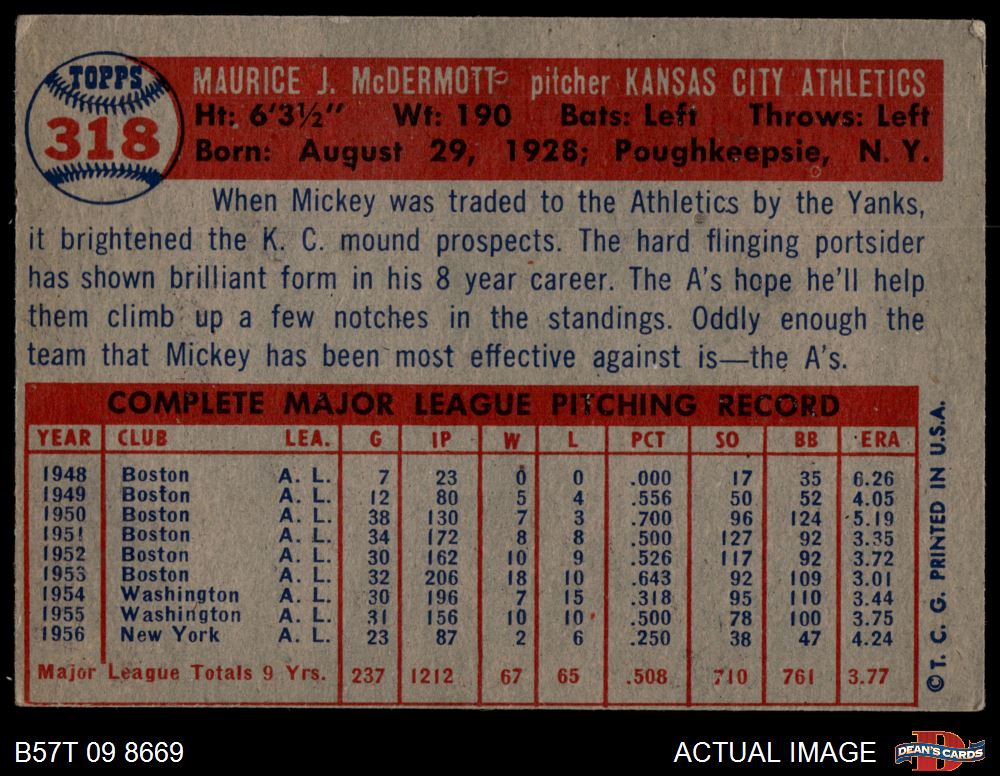 TOPPS
318
MAURICE J. McDERMOTT pitcher KANSAS CITY ATHLETICS
Ht: 6'3½" Wt: 190 Bats: Left Throws: Left
Born: August 29, 1928; Poughkeepsie, N. Y.
When Mickey was traded to the Athletics by the Yanks,
it brightened the K. C. mound prospects. The hard flinging portsider
has shown brilliant form in his 8 year career. The A's hope he'll help
them climb up a few notches in the standings. Oddly enough the
team that Mickey has been most effective against is—the A's.
COMPLETE MAJOR LEAGUE PITCHING RECORD
YEAR CLUB LEA. G IP W L PCT SO BB ERA
1948 Boston A. L. 7 23 0 0 .000 17 35 6.26
1949 Boston A. L. 12 80 5 4 .556 50 52 4.05
1950 Boston A. L. 38 130 7 3 .700 96 124 5.19
1951 Boston A. L. 34 172 8 8 .500 127 92 3.35
1952 Boston A. L. 30 162 10 9 .526 117 92 3.72
1953 Boston A. L. 32 206 18 10 .643 92 109 3.01
1954 Washington A. L. 30 196 7 15 .318 95 110 3.44
1955 Washington A. L. 31 156 10 10 .500 78 100 3.75
1956 New York A. L. 23 87 2 6 .250 38 47 4.24
Major League Totals 9 Yrs. 237 1212 67 65 .508 710 761 3.77
©T. C. G. PRINTED IN U.S.A.
B57T 09 8669
ACTUAL IMAGE
D
DEAN'S CARDS